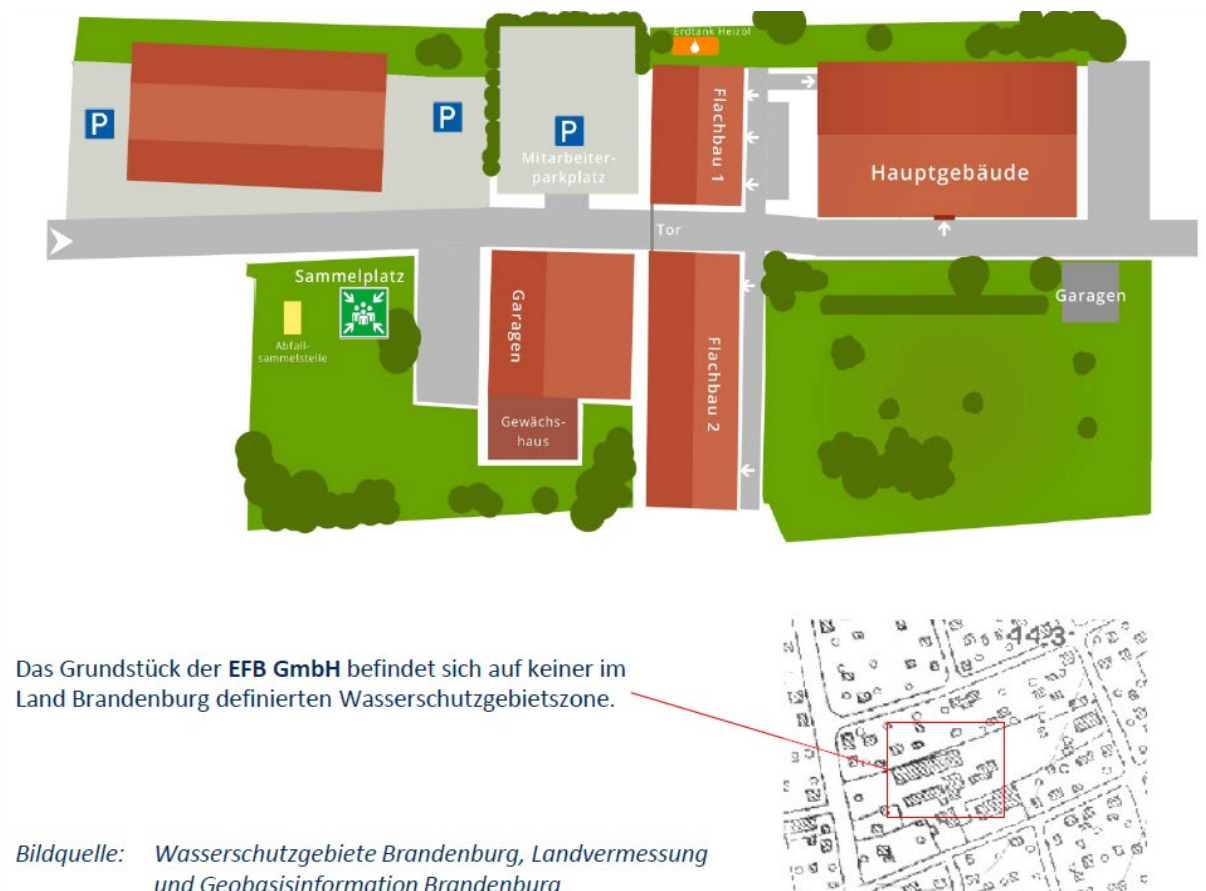 Erdtank Heizöl
P
P
P
Mitarbeiter-
parkplatz
Flachbau 1
Hauptgebäude
Tor
Sammelplatz
Abfall-
sammelstelle
Garagen
Gewächs-
haus
Flachbau 2
Garagen
44.3-
Das Grundstück der EFB GmbH befindet sich auf keiner im
Land Brandenburg definierten Wasserschutzgebietszone.
Bildquelle: Wasserschutzgebiete Brandenburg, Landvermessung
und Geobasisinformation Brandenburg